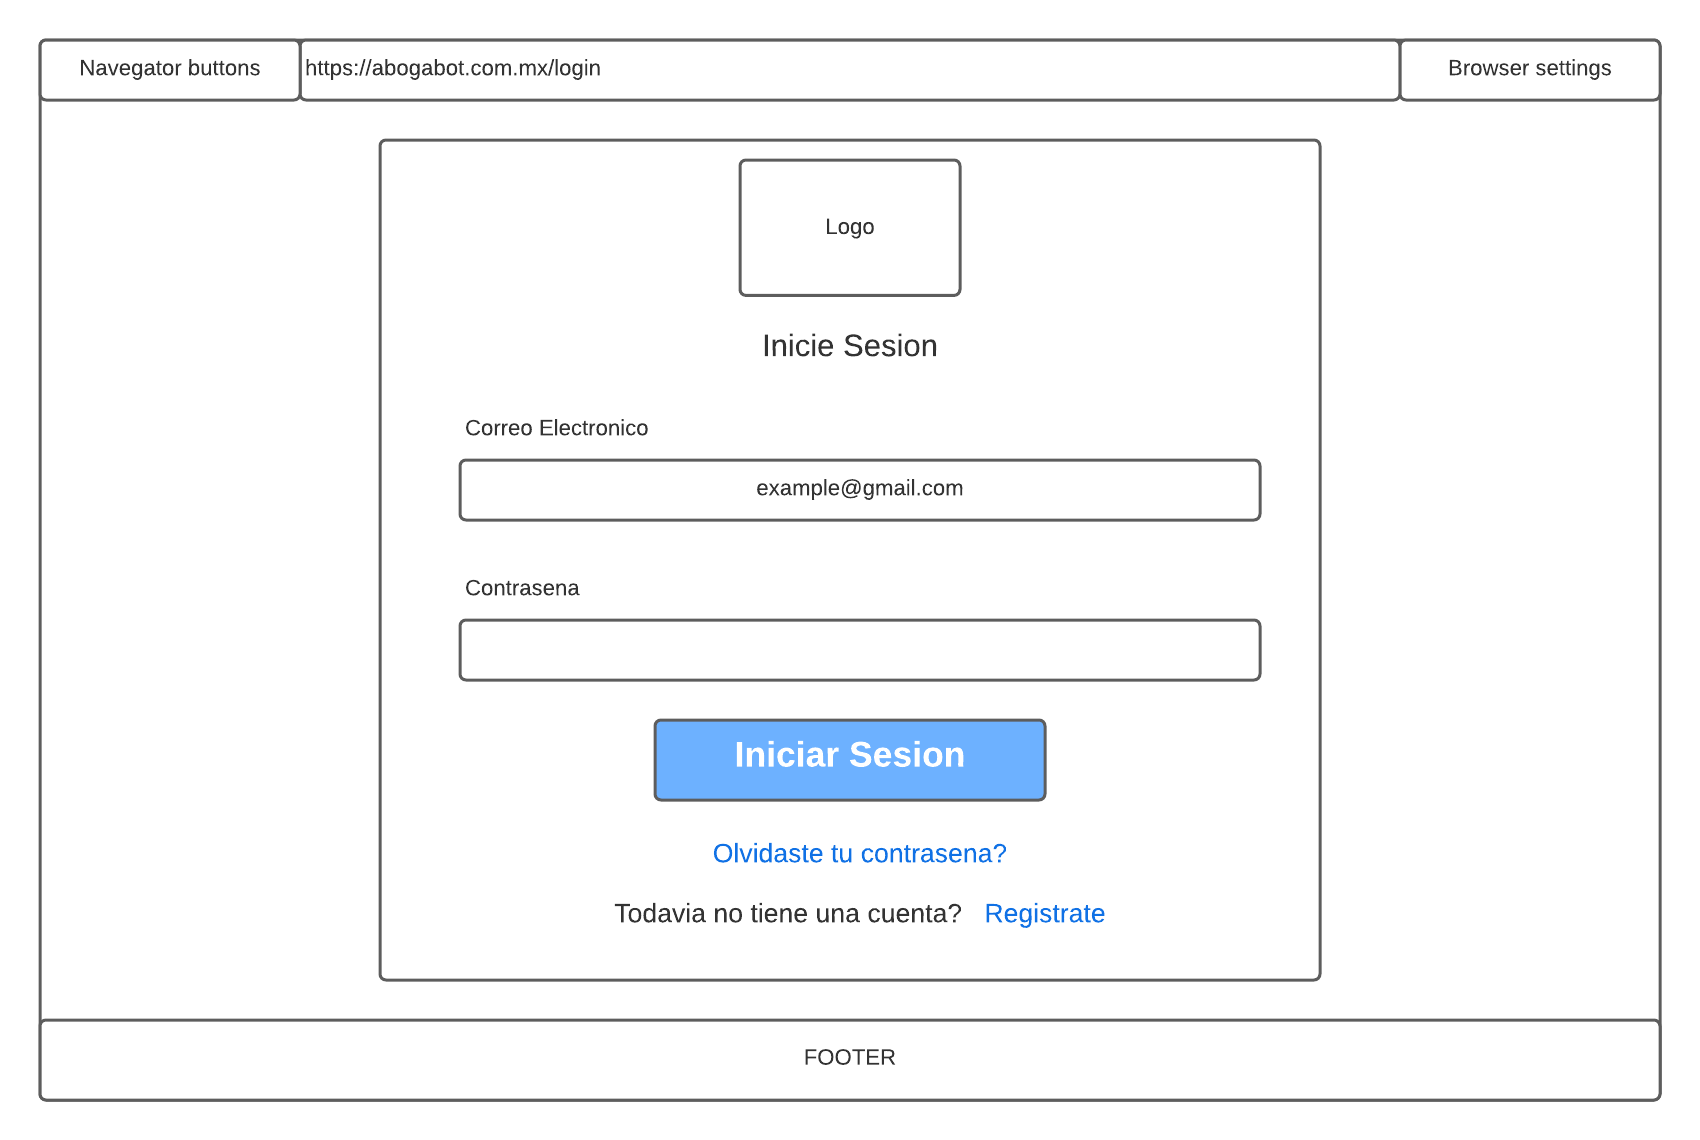 Navegator buttons
https://abogabot.com.mx/login
Browser settings
Logo
Inicie Sesion
Correo Electronico
example@gmail.com
Contrasena
Iniciar Sesion
Olvidaste tu contrasena?
Todavia no tiene una cuenta? Registrate
FOOTER